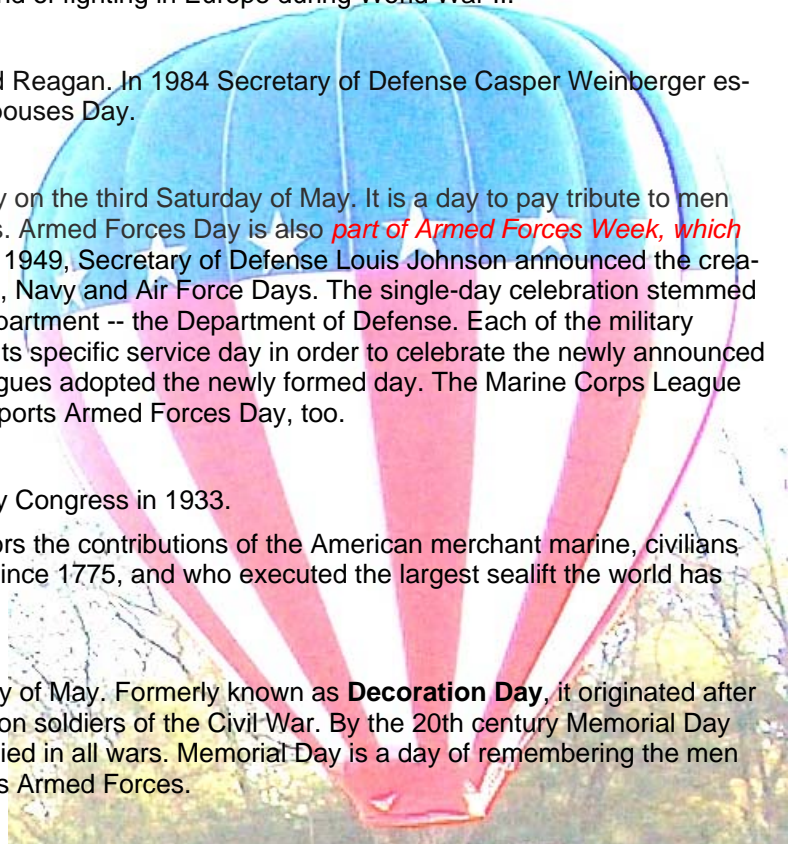 d of fighting in Europe during World War II.
d Reagan. In 1984 Secretary of Defense Casper Weinberger es-
pouses Day.
y on the third Saturday of May. It is a day to pay tribute to men
s. Armed Forces Day is also part of Armed Forces Week, which
1949, Secretary of Defense Louis Johnson announced the crea-
, Navy and Air Force Days. The single-day celebration stemmed
partment -- the Department of Defense. Each of the military
ts specific service day in order to celebrate the newly announced
gues adopted the newly formed day. The Marine Corps League
ports Armed Forces Day, too.
y Congress in 1933.
ors the contributions of the American merchant marine, civilians
since 1775, and who executed the largest sealift the world has
y of May. Formerly known as Decoration Day, it originated after
on soldiers of the Civil War. By the 20th century Memorial Day
ied in all wars. Memorial Day is a day of remembering the men
s Armed Forces.